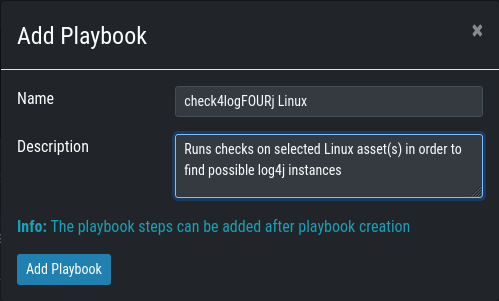 Add Playbook
×
Name
check4logFOURj Linux
Description
Runs checks on selected Linux asset(s) in order to
find possible log4j instances
Info: The playbook steps can be added after playbook creation
Add Playbook